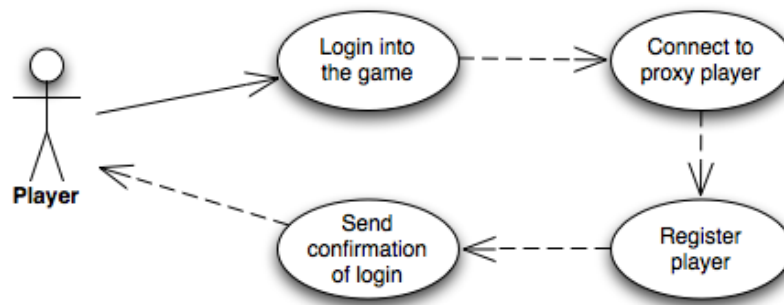 Login into
the game
Connect to
proxy player
Player
Send
confirmation
of login
Register
player